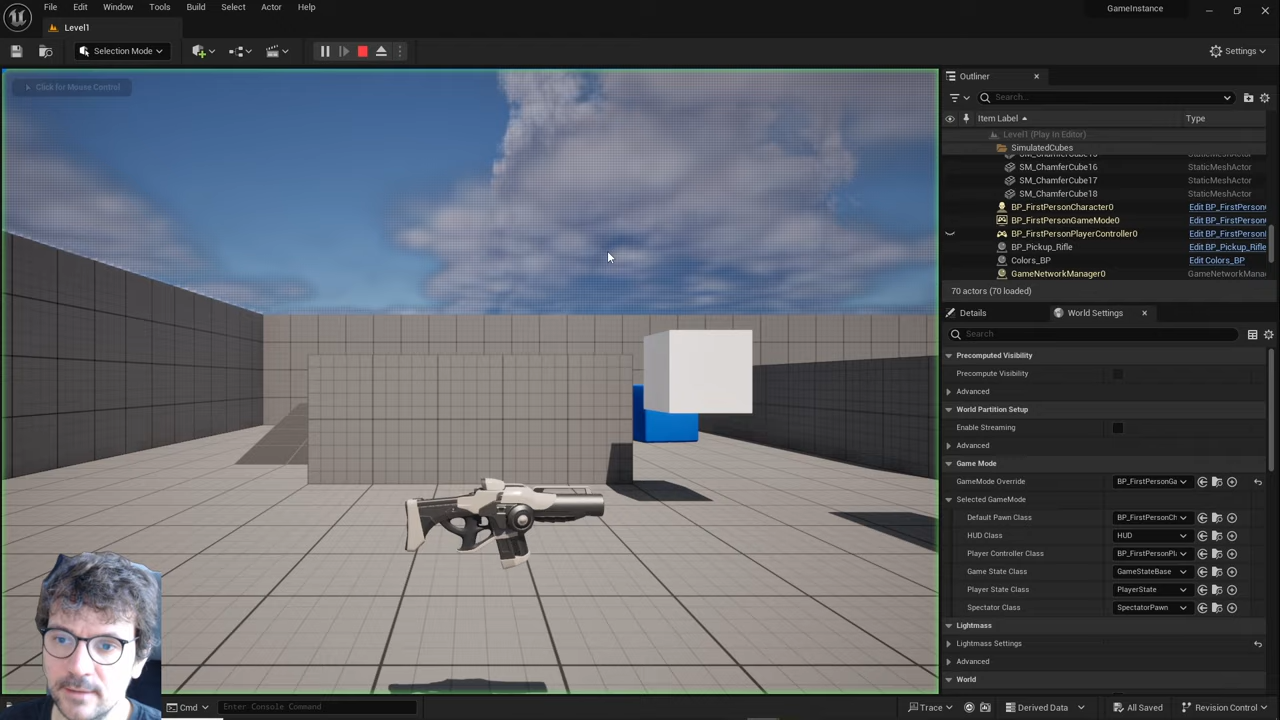 File Edit Window Tools Build Select Actor Help
GameInstance
Level1
Selection Mode
Settings
Click for Mouse Control
Outliner
Search...
Item Label
Type
Level1 (Play In Editor)
SimulatedCubes
SM_ChamferCube16 StaticMeshActor
SM_ChamferCube17 StaticMeshActor
SM_ChamferCube18 StaticMeshActor
BP_FirstPersonCharacter0 Edit BP_FirstPerson
BP_FirstPersonGameMode0 Edit BP_FirstPerson
BP_FirstPersonPlayerController0 Edit BP_FirstPerson
BP_Pickup_Rifle Edit BP_Pickup_Rifle
Colors_BP Edit Colors_BP
GameNetworkManager0 GameNetworkMana
70 actors (70 loaded)
Details World Settings
Search
Precomputed Visibility
Precompute Visibility
Advanced
World Partition Setup
Enable Streaming
Advanced
Game Mode
GameMode Override BP_FirstPersonGa
Selected GameMode
Default Pawn Class BP_FirstPersonCh
HUD Class HUD
Player Controller Class BP_FirstPersonPl
Game State Class GameStateBase
Player State Class PlayerState
Spectator Class SpectatorPawn
Lightmass
Lightmass Settings
Advanced
World
Cmd Enter Console Command
Trace Derived Data All Saved Revision Control